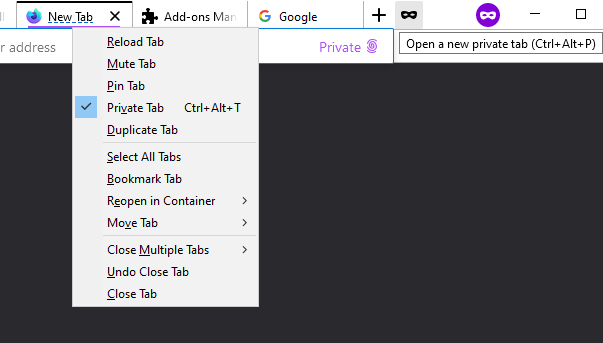 New Tab
Add-ons Man
Google
r address
Private
Open a new private tab (Ctrl+Alt+P)
Reload Tab
Mute Tab
Pin Tab
Private Tab Ctrl+Alt+T
Duplicate Tab
Select All Tabs
Bookmark Tab
Reopen in Container
Move Tab
Close Multiple Tabs
Undo Close Tab
Close Tab